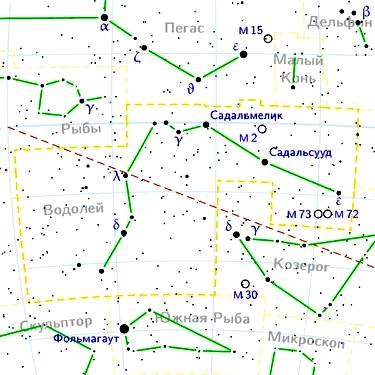 Пегас
Дельфин
β
α
M 15
ζ
ε
Малый
Конь
θ
γ
Рыбы
Садальмелик
γ
M 2
Садальсууд
λ
ε
Водолей
M 73
M 72
δ
δ
γ
Козерог
M 30
Скульптор
Южная Рыба
Фомальгаут
Микроскоп